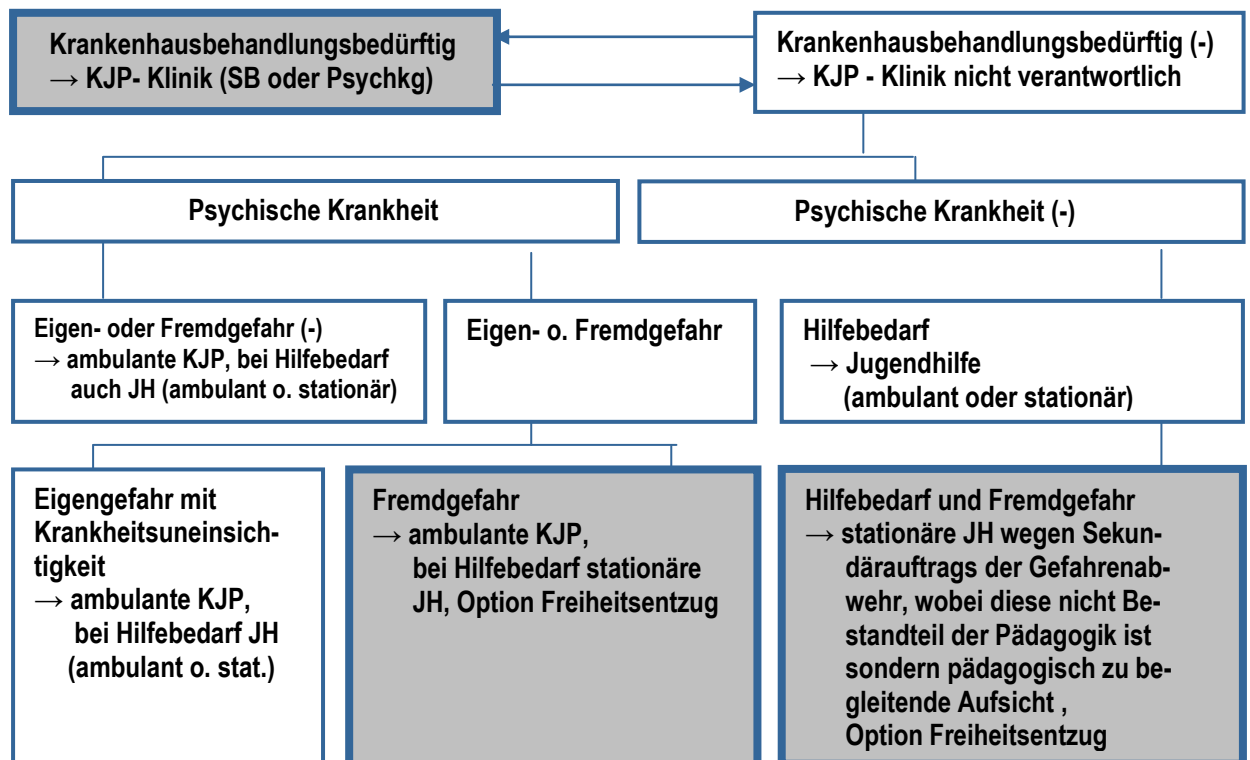 Krankenhausbehandlungsbedürftig
→ KJP- Klinik (SB oder Psychkg)
Krankenhausbehandlungsbedürftig (-)
→ KJP - Klinik nicht verantwortlich
Psychische Krankheit
Psychische Krankheit (-)
Eigen- oder Fremdgefahr (-)
→ ambulante KJP, bei Hilfebedarf
auch JH (ambulant o. stationär)
Eigen- o. Fremdgefahr
Hilfebedarf
→ Jugendhilfe
(ambulant oder stationär)
Eigengefahr mit
Krankheitsuneinsich-
tigkeit
→ ambulante KJP,
bei Hilfebedarf JH
(ambulant o. stat.)
Fremdgefahr
→ ambulante KJP,
bei Hilfebedarf stationäre
JH, Option Freiheitsentzug
Hilfebedarf und Fremdgefahr
→ stationäre JH wegen Sekun-
därauftrags der Gefahrenab-
wehr, wobei diese nicht Be-
standteil der Pädagogik ist
sondern pädagogisch zu be-
gleitende Aufsicht ,
Option Freiheitsentzug